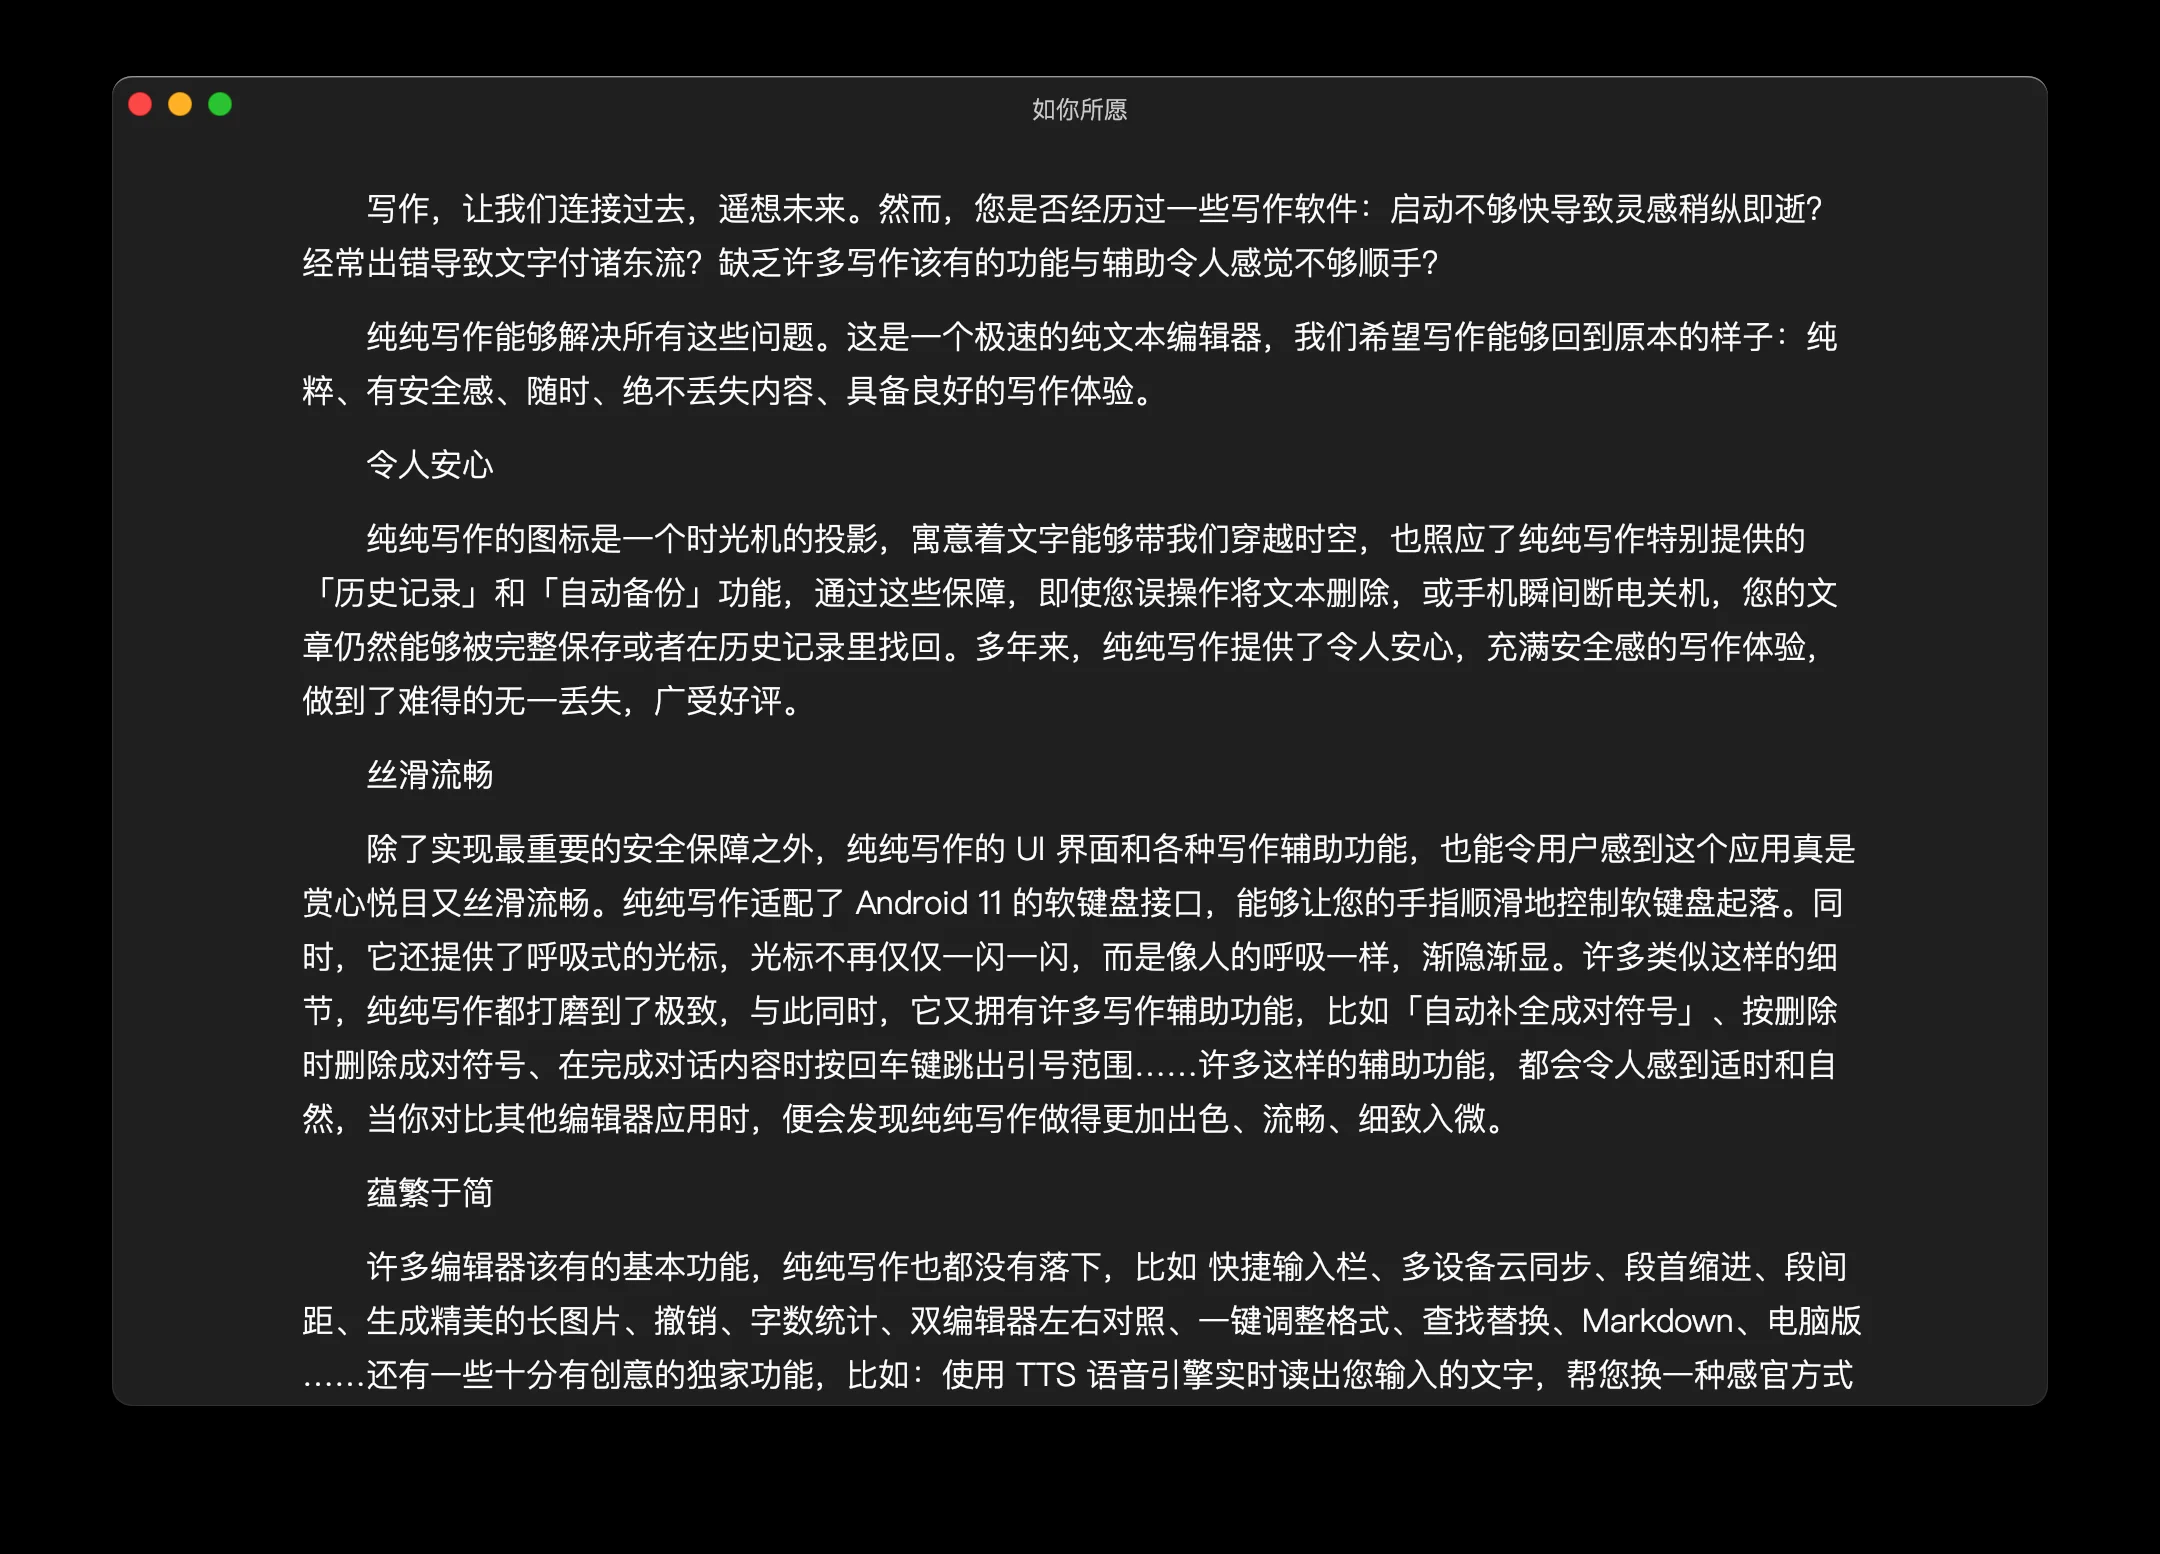 如你所愿
写作，让我们连接过去，遥想未来。然而，您是否经历过一些写作软件：启动不够快导致灵感稍纵即逝？
经常出错导致文字付诸东流？缺乏许多写作该有的功能与辅助令人感觉不够顺手？
纯纯写作能够解决所有这些问题。这是一个极速的纯文本编辑器，我们希望写作能够回到原本的样子：纯
粹、有安全感、随时、绝不丢失内容、具备良好的写作体验。
令人安心
纯纯写作的图标是一个时光机的投影，寓意着文字能够带我们穿越时空，也照应了纯纯写作特别提供的
「历史记录」和「自动备份」功能，通过这些保障，即使您误操作将文本删除，或手机瞬间断电关机，您的文
章仍然能够被完整保存或者在历史记录里找回。多年来，纯纯写作提供了令人安心，充满安全感的写作体验，
做到了难得的无一丢失，广受好评。
丝滑流畅
除了实现最重要的安全保障之外，纯纯写作的 UI 界面和各种写作辅助功能，也能令用户感到这个应用真是
赏心悦目又丝滑流畅。纯纯写作适配了 Android 11 的软键盘接口，能够让您的手指顺滑地控制软键盘起落。同
时，它还提供了呼吸式的光标，光标不再仅仅一闪一闪，而是像人的呼吸一样，渐隐渐显。许多类似这样的细
节，纯纯写作都打磨到了极致，与此同时，它又拥有许多写作辅助功能，比如「自动补全成对符号」、按删除
时删除成对符号、在完成对话内容时按回车键跳出引号范围……许多这样的辅助功能，都会令人感到适时和自
然，当你对比其他编辑器应用时，便会发现纯纯写作做得更加出色、流畅、细致入微。
蕴繁于简
许多编辑器该有的基本功能，纯纯写作也都没有落下，比如 快捷输入栏、多设备云同步、段首缩进、段间
距、生成精美的长图片、撤销、字数统计、双编辑器左右对照、一键调整格式、查找替换、Markdown、电脑版
……还有一些十分有创意的独家功能，比如：使用 TTS 语音引擎实时读出您输入的文字，帮您换一种感官方式